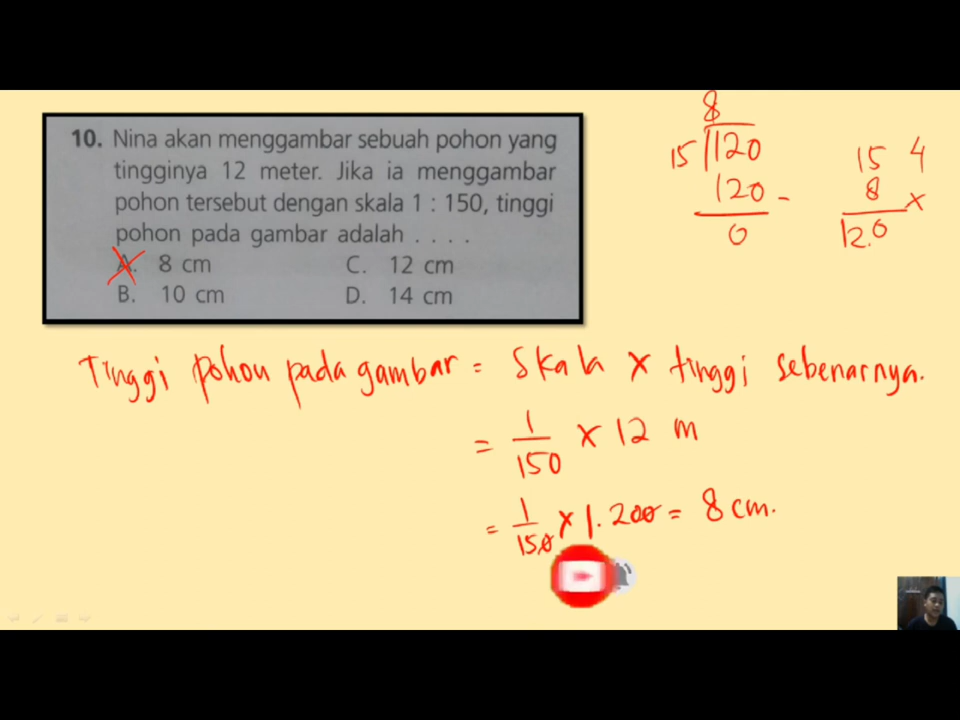 10. Nina akan menggambar sebuah pohon yang
tingginya 12 meter. Jika ia menggambar
pohon tersebut dengan skala 1 : 150, tinggi
pohon pada gambar adalah . . . .
A. 8 cm C. 12 cm
B. 10 cm D. 14 cm
8
15 120
120 -
0
15 4
8 x
120
Tinggi pohon pada gambar = Skala x tinggi sebenarnya.
= 1/150 x 12 m
= 1/150 x 1.200 = 8 cm.